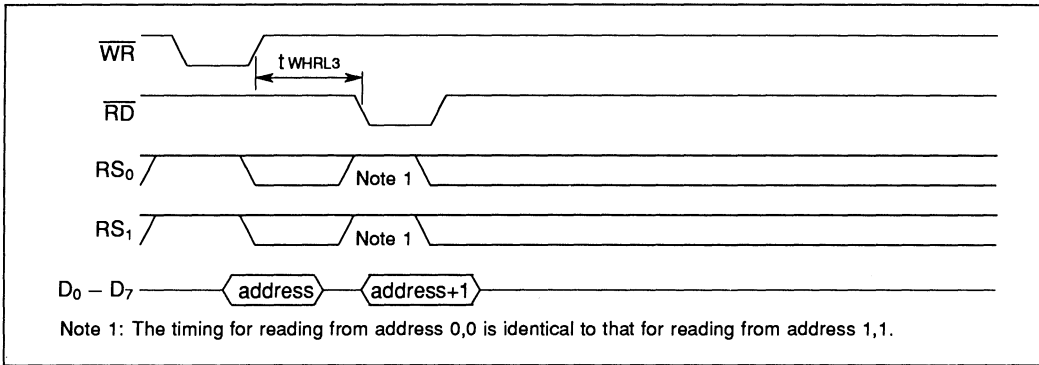 WR
t WHRL3
RD
RS0
Note 1
RS1
Note 1
D0 – D7
address
address+1
Note 1: The timing for reading from address 0,0 is identical to that for reading from address 1,1.